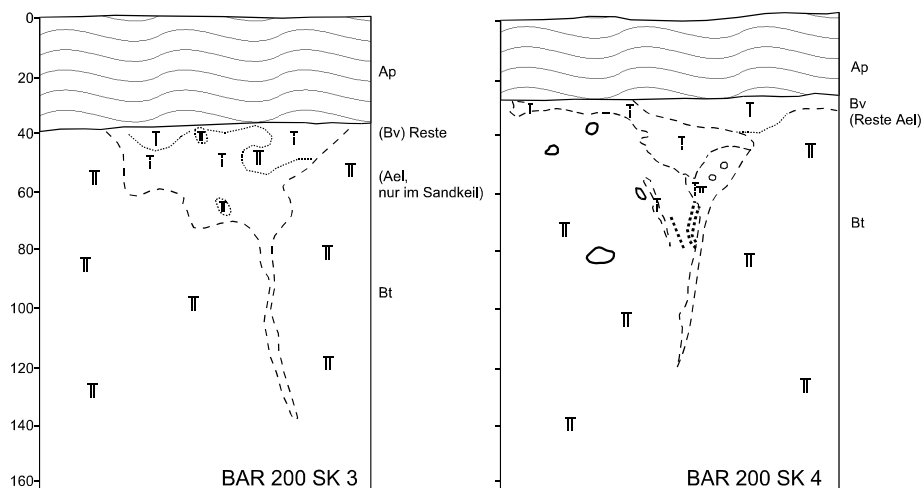 0
20
40
60
80
100
120
140
160
Ap
(Bv) Reste
(Ael,
nur im Sandkeil)
Bt
BAR 200 SK 3
Ap
Bv
(Reste Ael)
Bt
BAR 200 SK 4